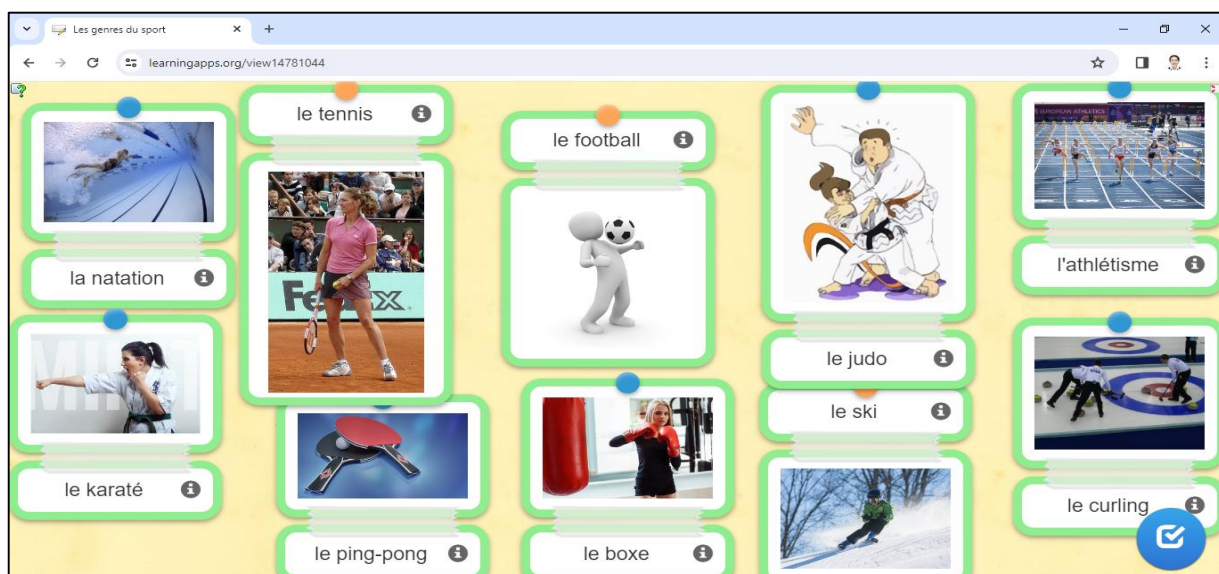 Les genres du sport
learningapps.org/view14781044
le tennis
le football
la natation
l'athlétisme
le judo
le ski
le karaté
le curling
le ping-pong
le boxe